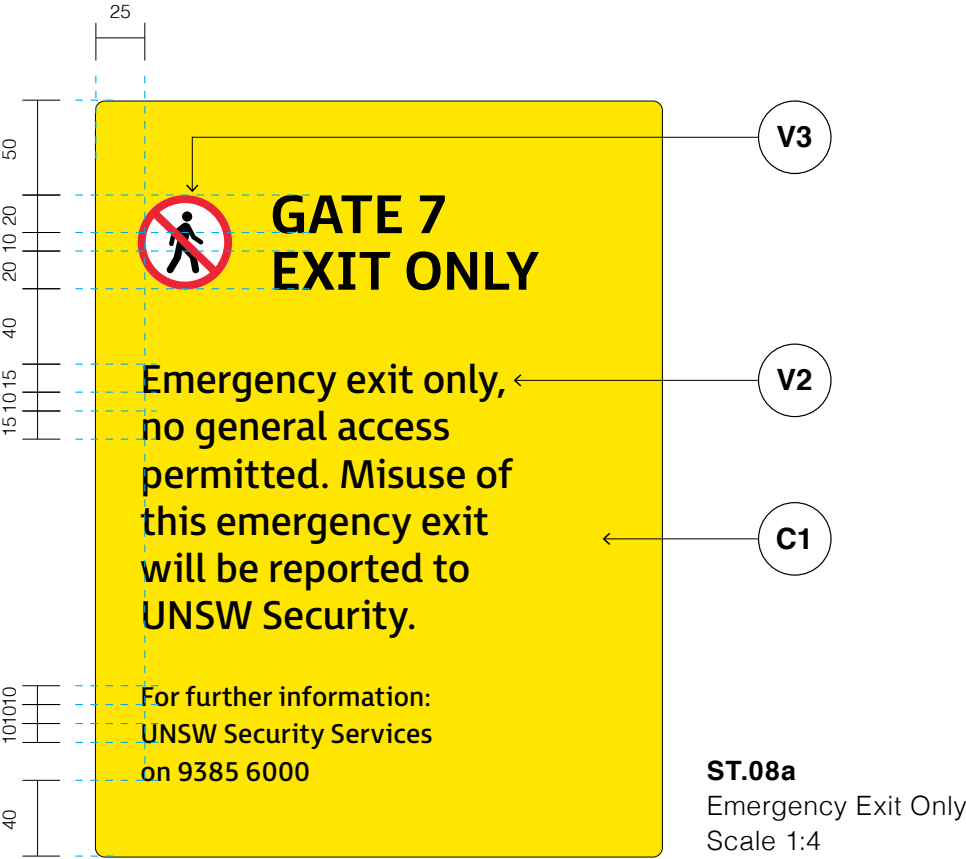 25
50
V3
20
10
20
GATE 7
EXIT ONLY
40
15
10
15
Emergency exit only,
no general access
permitted. Misuse of
this emergency exit
will be reported to
UNSW Security.
V2
C1
10
10
10
For further information:
UNSW Security Services
on 9385 6000
40
ST.08a
Emergency Exit Only
Scale 1:4